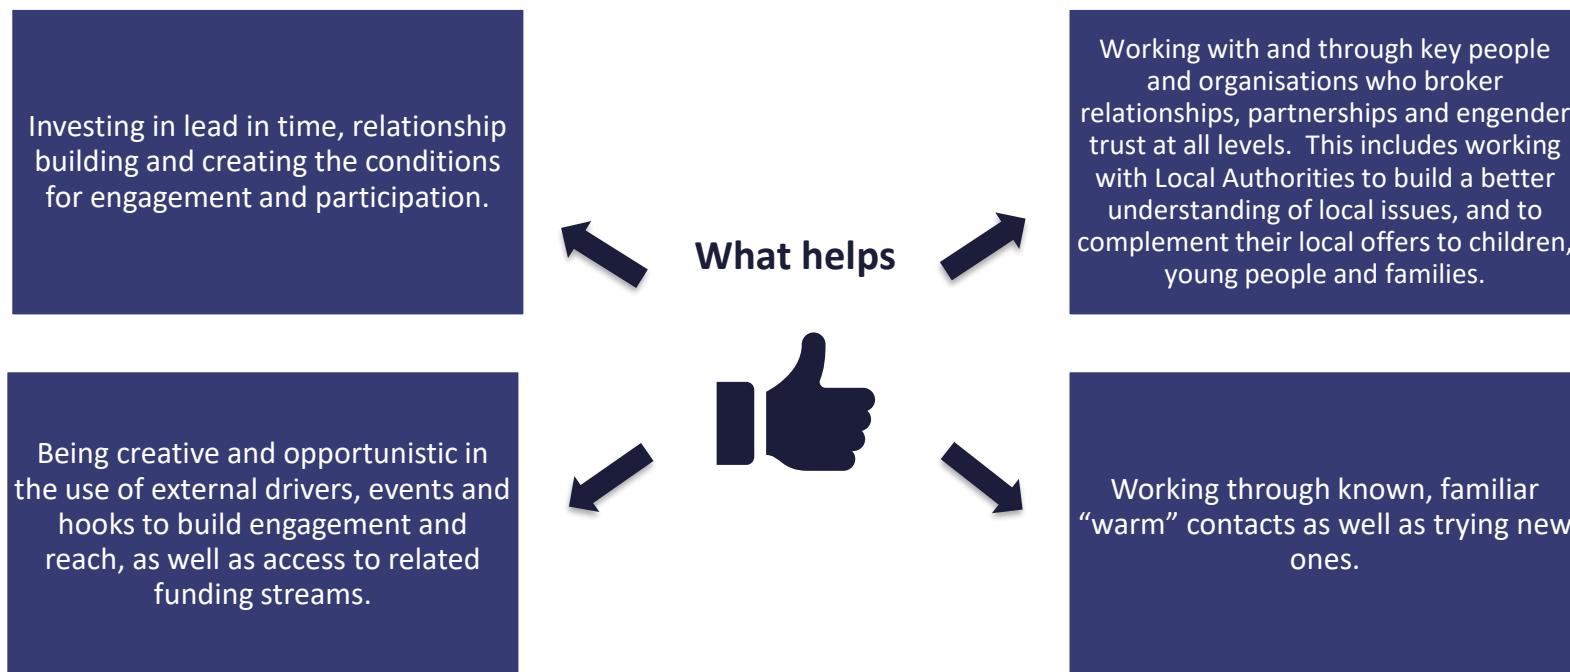 Investing in lead in time, relationship
building and creating the conditions
for engagement and participation.
Working with and through key people
and organisations who broker
relationships, partnerships and engender
trust at all levels.  This includes working
with Local Authorities to build a better
understanding of local issues, and to
complement their local offers to children,
young people and families.
What helps
Being creative and opportunistic in
the use of external drivers, events and
hooks to build engagement and
reach, as well as access to related
funding streams.
Working through known, familiar
“warm” contacts as well as trying new
ones.